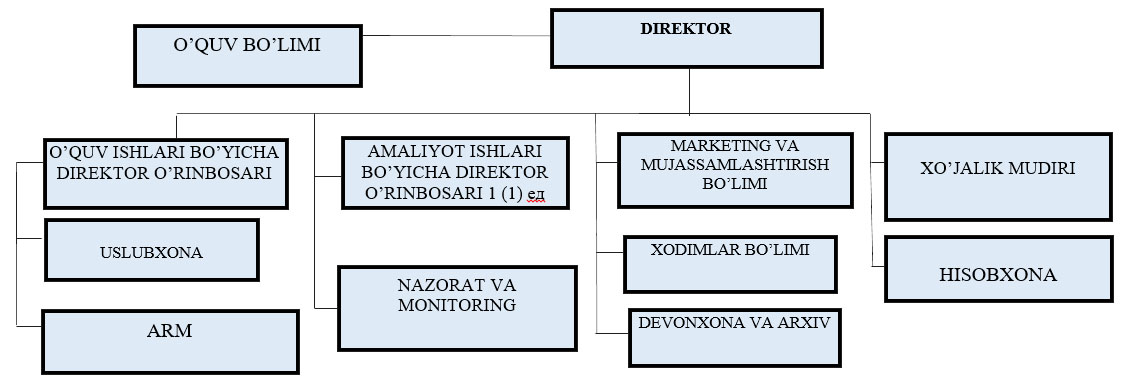 O’QUV BO’LIMI
DIREKTOR
O’QUV ISHLARI BO’YICHA
DIREKTOR O’RINBOSARI
USLUBXONA
ARM
AMALIYOT ISHLARI
BO’YICHA DIREKTOR
O’RINBOSARI 1 (1) ед
NAZORAT VA
MONITORING
MARKETING VA
MUJASSAMLASHTIRISH
BO’LIMI
XODIMLAR BO’LIMI
DEVONXONA VA ARXIV
XO’JALIK MUDIRI
HISOBXONA